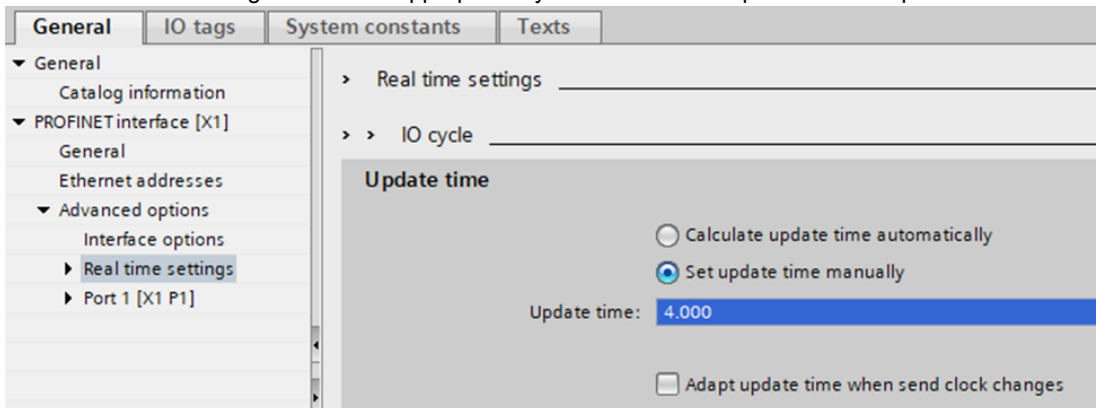 General IO tags System constants Texts
General
Catalog information
PROFINET interface [X1]
General
Ethernet addresses
Advanced options
Interface options
Real time settings
Port 1 [X1 P1]
Real time settings
IO cycle
Update time
Calculate update time automatically
Set update time manually
Update time: 4.000
Adapt update time when send clock changes